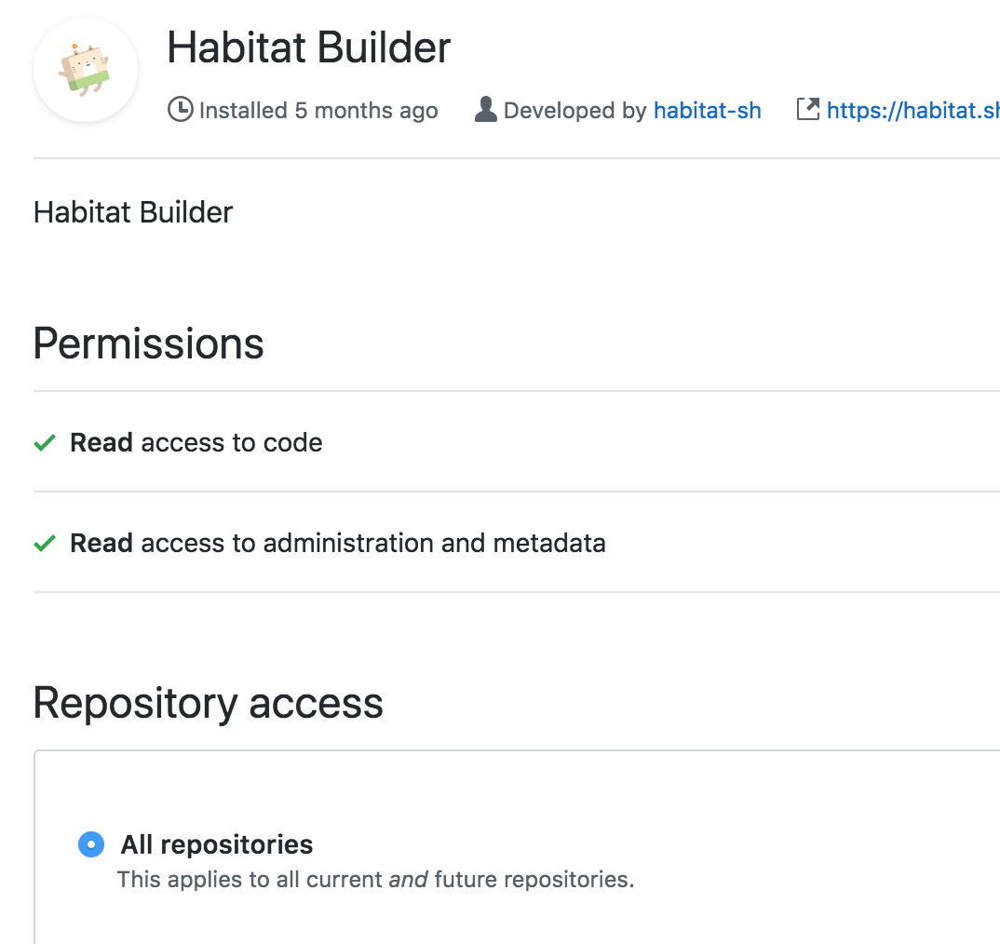 Habitat Builder
Installed 5 months ago Developed by habitat-sh https://habitat.sh
Habitat Builder
Permissions
Read access to code
Read access to administration and metadata
Repository access
All repositories
This applies to all current and future repositories.